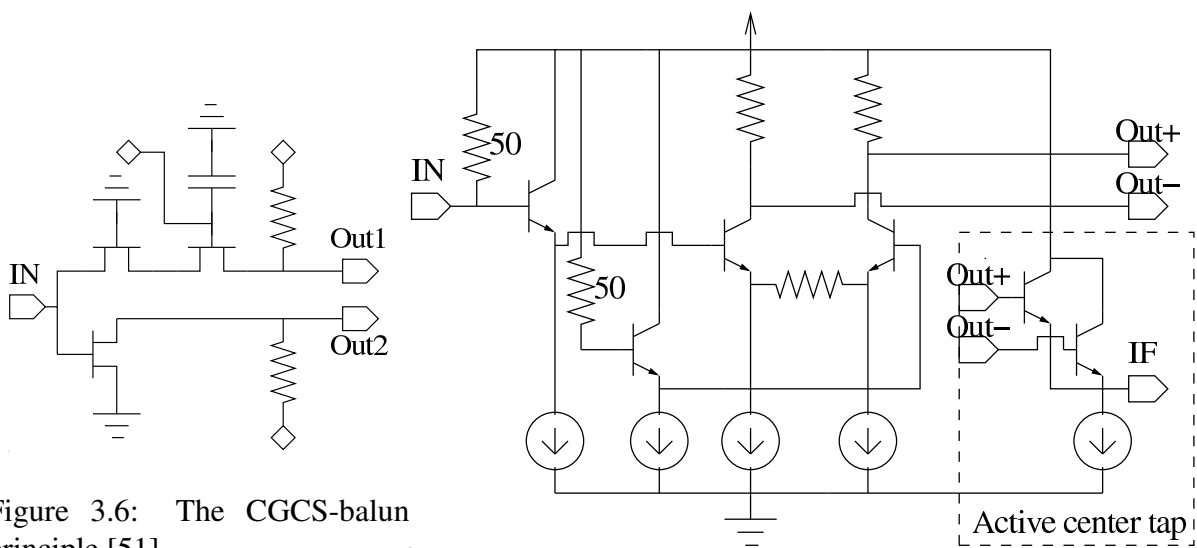 IN
Out1
Out2
IN
50
50
Out+
Out−
Out+
Out−
IF
Active center tap
Figure 3.6: The CGCS-balun
principle [51]